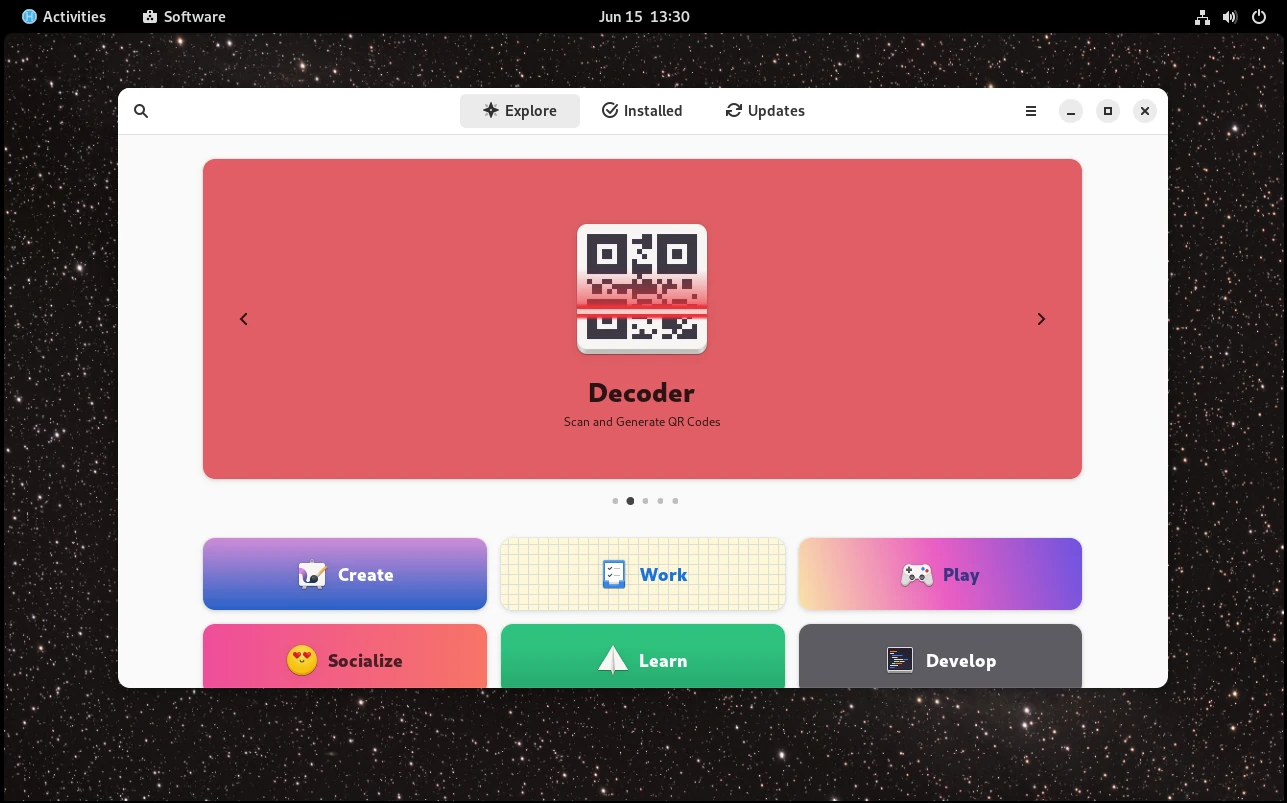 Activities
Software
Jun 15 13:30
Explore
Installed
Updates
Decoder
Scan and Generate QR Codes
Create
Work
Play
Socialize
Learn
Develop